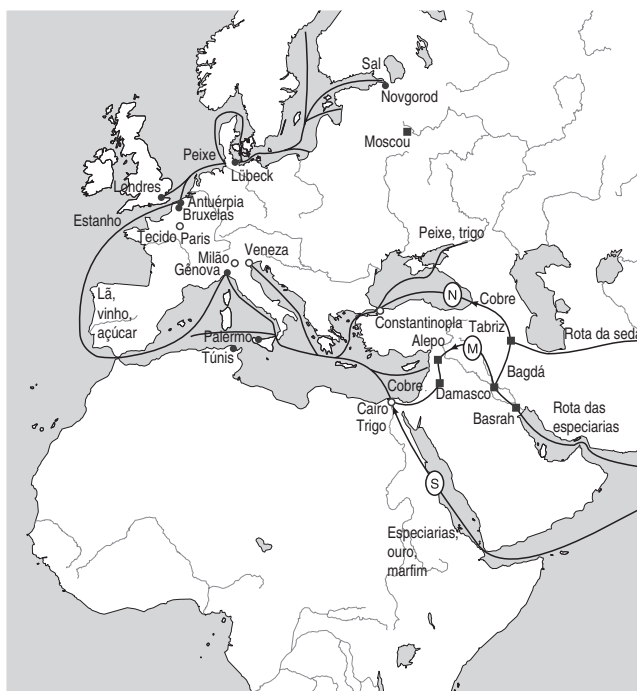 Sal
Novgorod
Moscou
Peixe
Lübeck
Londres
Antuérpia
Bruxelas
Estanho
Tecido
Paris
Peixe, trigo
Milão
Veneza
Gênova
Lã,
vinho,
açúcar
N
Cobre
Constantinopla
Tabriz
Rota da seda
Alepo
M
Palermo
Túnis
Bagdá
Cobre
Damasco
Basrah
Rota das
especiarias
Cairo
Trigo
S
Especiarias,
ouro,
marfim